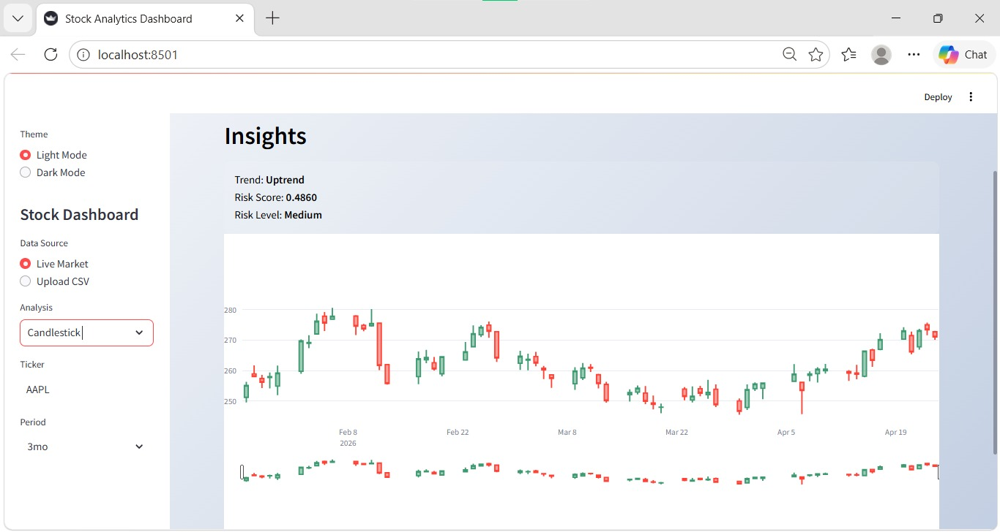 Stock Analytics Dashboard
localhost:8501
Chat
Deploy
Theme
Light Mode
Dark Mode
Stock Dashboard
Data Source
Live Market
Upload CSV
Analysis
Candlestick
Ticker
AAPL
Period
3mo
Insights
Trend: Uptrend
Risk Score: 0.4860
Risk Level: Medium
280
270
260
250
Feb 8 Feb 22 Mar 8 Mar 22 Apr 5 Apr 19
2026